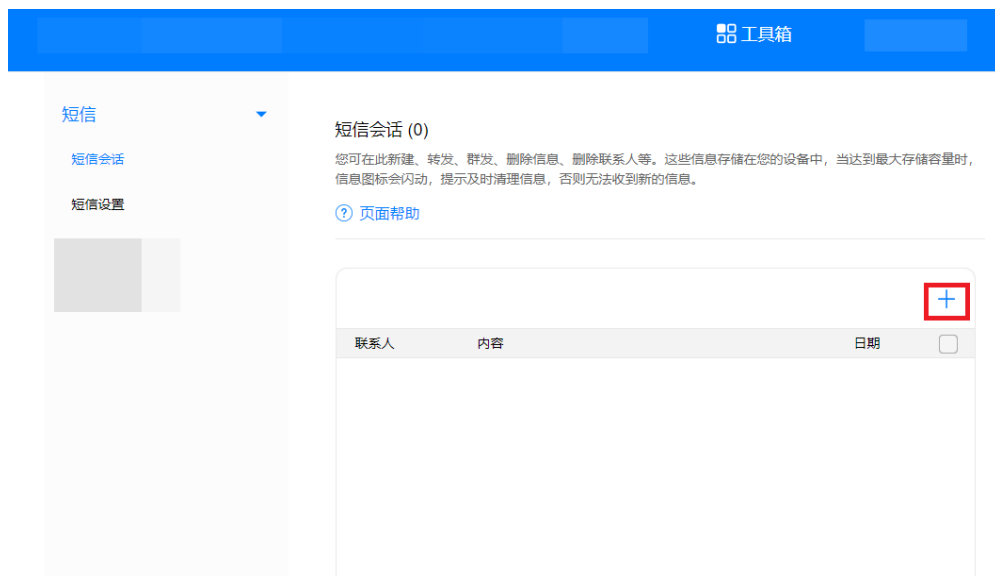 工具箱
短信
短信会话
短信设置
短信会话 (0)
您可在此新建、转发、群发、删除信息、删除联系人等。这些信息存储在您的设备中，当达到最大存储容量时，
信息图标会闪动，提示及时清理信息，否则无法收到新的信息。
? 页面帮助
联系人 内容 日期